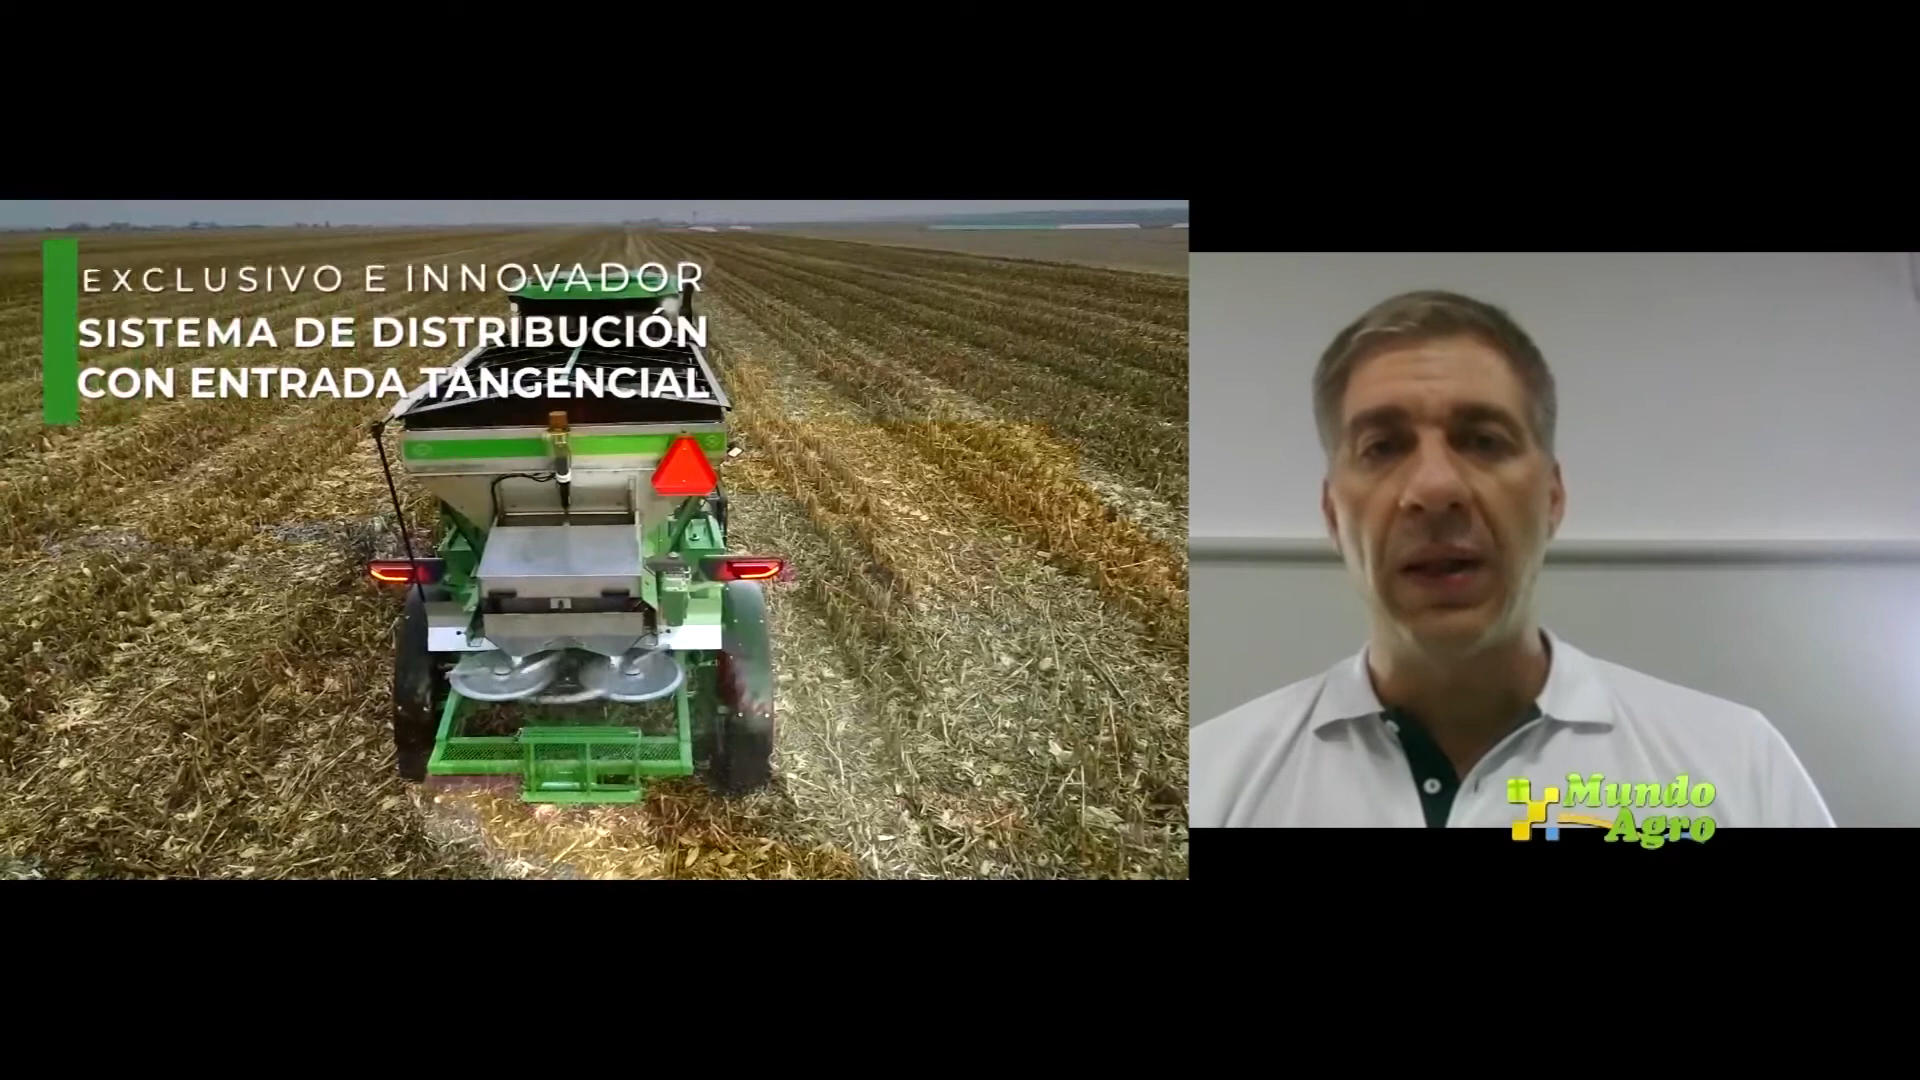 EXCLUSIVO E INNOVADOR
SISTEMA DE DISTRIBUCIÓN
CON ENTRADA TANGENCIAL
Mundo
Agro